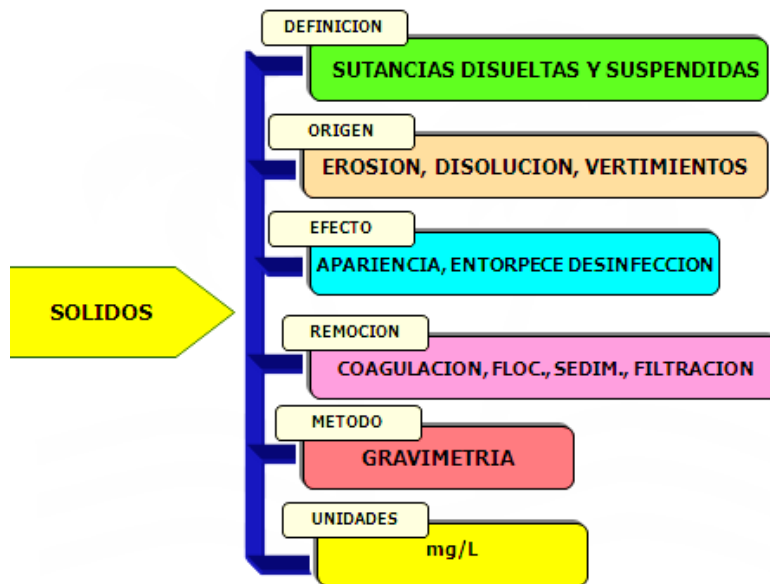 DEFINICION
SUTANCIAS DISUELTAS Y SUSPENDIDAS
ORIGEN
EROSION, DISOLUCION, VERTIMIENTOS
EFECTO
APARIENCIA, ENTORPECE DESINFECCION
SOLIDOS
REMOCION
COAGULACION, FLOC., SEDIM., FILTRACION
METODO
GRAVIMETRIA
UNIDADES
mg/L